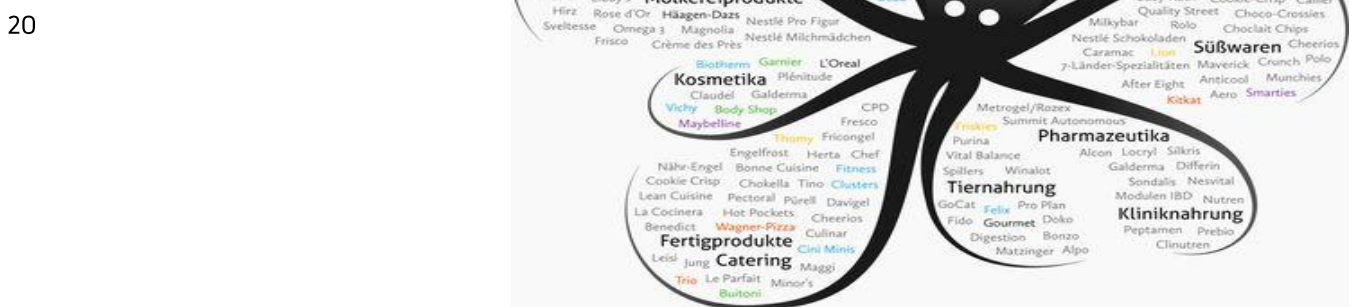 20
Molkereiprodukte
Hirz Rose d'Or Häagen-Dazs Nestlé Pro Figur
Sveltesse Omega 3 Magnolia Nestlé Milchmädchen
Frisco Crème des Près
Quality Street Choco-Crossies
Milkybar Rolo Choclait Chips
Nestlé Schokoladen Süßwaren Cheerios
Caramac Lion
7-Länder-Spezialitäten Maverick Crunch Polo
After Eight Anticool Munchies
Kitkat Aero Smarties
Biotherm Garnier L'Oreal
Kosmetika Plénitude
Claudel Galderma
Vichy Body Shop
Maybelline
CPD
Fresco
Thomy Fricongel
Engelfrost Herta Chef
Nähr-Engel Bonne Cuisine Fitness
Cookie Crisp Chokella Tino Clusters
Lean Cuisine Pectoral Pürell Davigel
La Cocinera Hot Pockets Cheerios
Benedict Wagner-Pizza Culinar
Fertigprodukte Cini Minis
Leisi Jung Catering Maggi
Trio Le Parfait Minor's
Buitoni
Metrogel/Rozex
Friskies Summit Autonomous
Purina Pharmazeutika
Vital Balance Alcon Locryl Silkris
Spillers Winalot Galderma Differin
Tiernahrung Sondalis Nesvital
GoCat Felix Pro Plan Modulen IBD Nutren
Fido Gourmet Doko Kliniknahrung
Digestion Bonzo Peptamen Prebio
Matzinger Alpo Clinutren